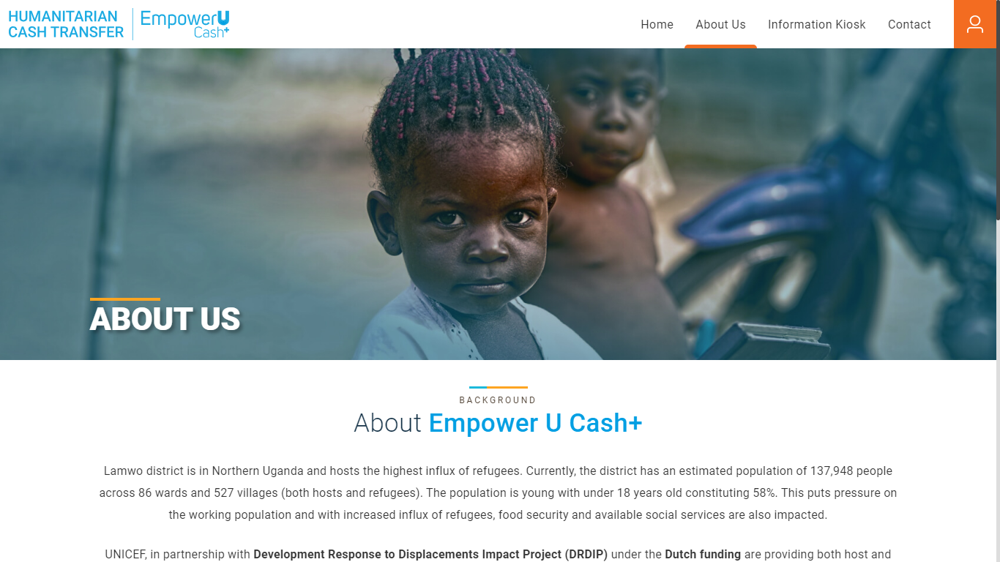 HUMANITARIAN
CASH TRANSFER
EmpowerU
Cash+
Home
About Us
Information Kiosk
Contact
ABOUT US
BACKGROUND
About Empower U Cash+
Lamwo district is in Northern Uganda and hosts the highest influx of refugees. Currently, the district has an estimated population of 137,948 people
across 86 wards and 527 villages (both hosts and refugees). The population is young with under 18 years old constituting 58%. This puts pressure on
the working population and with increased influx of refugees, food security and available social services are also impacted.
UNICEF, in partnership with Development Response to Displacements Impact Project (DRDIP) under the Dutch funding are providing both host and